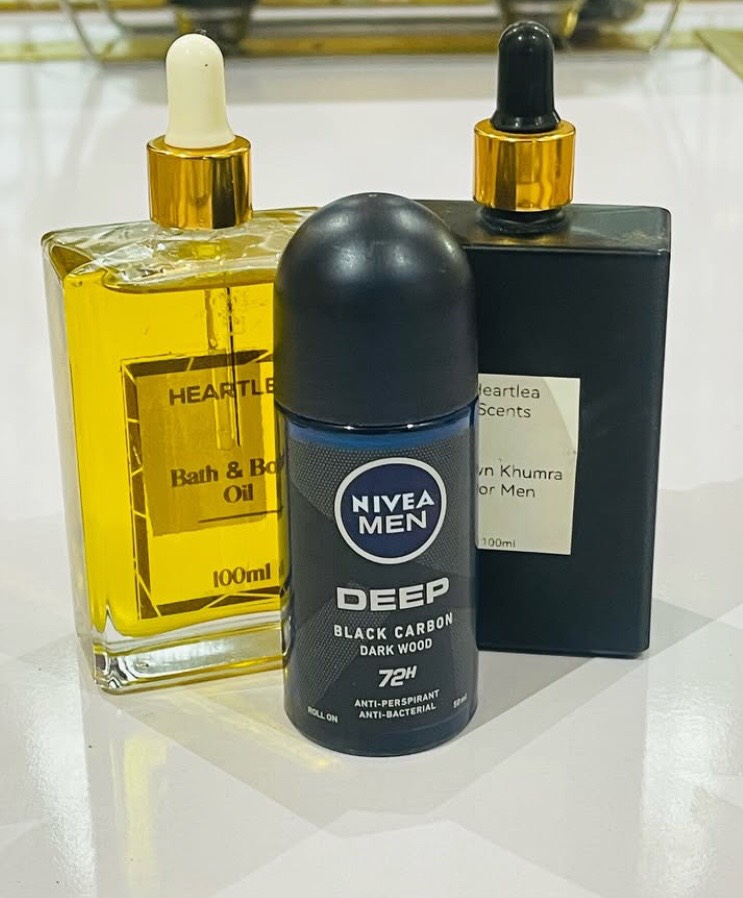 HEARTLE
Bath & Bo
Oil
100ml
NIVEA
MEN
DEEP
BLACK CARBON
DARK WOOD
72H
ANTI-PERSPIRANT
ANTI-BACTERIAL
ROLL ON
50ml
Heartlea
Scents
wn Khumra
or Men
100ml